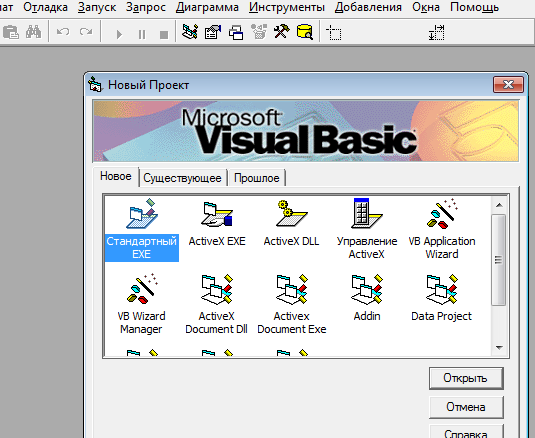 ат Отладка Запуск Запрос Диаграмма Инструменты Добавления Окна Помощь
Новый Проект
Microsoft
Visual Basic
Новое Существующее Прошлое
Стандартный EXE
ActiveX EXE
ActiveX DLL
Управление ActiveX
VB Application Wizard
VB Wizard Manager
ActiveX Document Dll
Activex Document Exe
Addin
Data Project
Открыть
Отмена
Справка